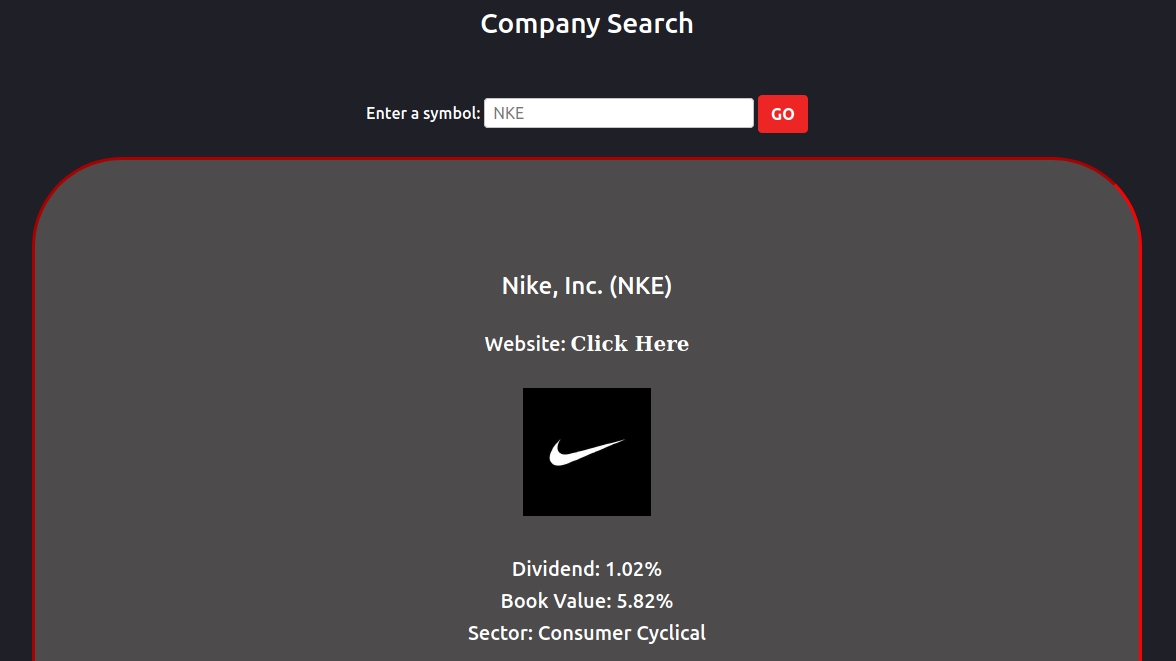 Company Search
Enter a symbol: NKE GO
Nike, Inc. (NKE)
Website: Click Here
Dividend: 1.02%
Book Value: 5.82%
Sector: Consumer Cyclical